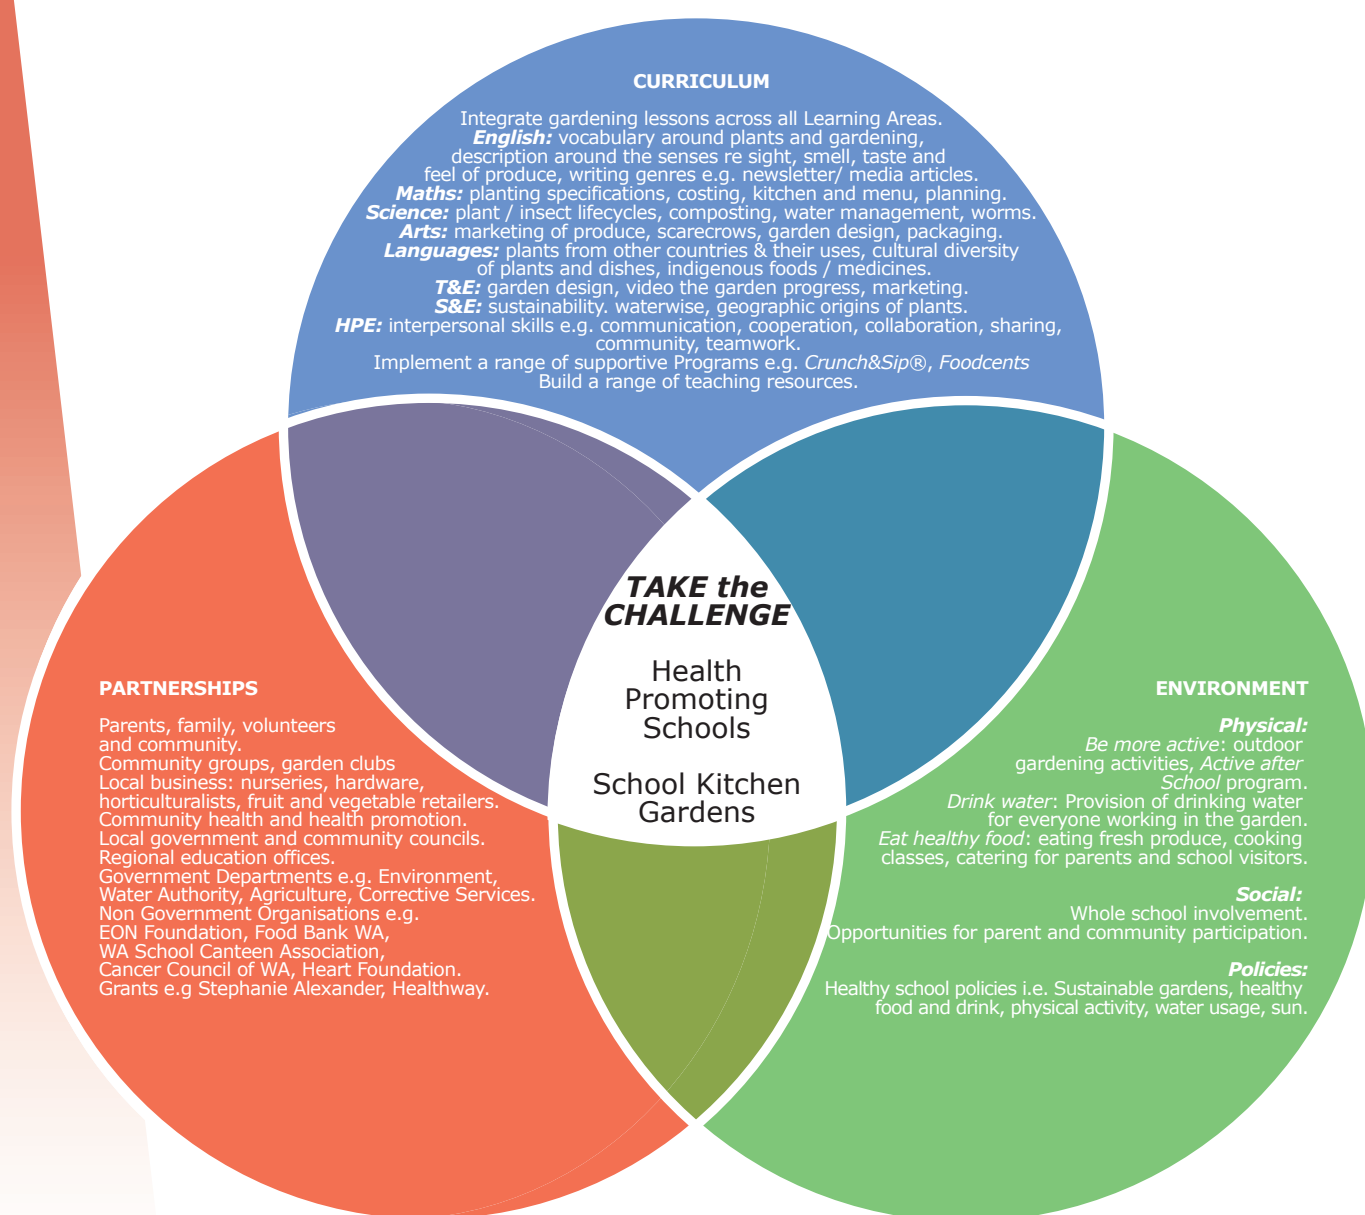 CURRICULUM
Integrate gardening lessons across all Learning Areas.
English: vocabulary around plants and gardening,
description around the senses re sight, smell, taste and
feel of produce, writing genres e.g. newsletter/ media articles.
Maths: planting specifications, costing, kitchen and menu, planning.
Science: plant / insect lifecycles, composting, water management, worms.
Arts: marketing of produce, scarecrows, garden design, packaging.
Languages: plants from other countries & their uses, cultural diversity
of plants and dishes, indigenous foods / medicines.
T&E: garden design, video the garden progress, marketing.
S&E: sustainability. waterwise, geographic origins of plants.
HPE: interpersonal skills e.g. communication, cooperation, collaboration, sharing,
community, teamwork.
Implement a range of supportive Programs e.g. Crunch&Sip®, Foodcents
Build a range of teaching resources.
TAKE the
CHALLENGE
Health
Promoting
Schools
School Kitchen
Gardens
PARTNERSHIPS
Parents, family, volunteers
and community.
Community groups, garden clubs
Local business: nurseries, hardware,
horticulturalists, fruit and vegetable retailers.
Community health and health promotion.
Local government and community councils.
Regional education offices.
Government Departments e.g. Environment,
Water Authority, Agriculture, Corrective Services.
Non Government Organisations e.g.
EON Foundation, Food Bank WA,
WA School Canteen Association,
Cancer Council of WA, Heart Foundation.
Grants e.g Stephanie Alexander, Healthway.
ENVIRONMENT
Physical:
Be more active: outdoor
gardening activities, Active after
School program.
Drink water: Provision of drinking water
for everyone working in the garden.
Eat healthy food: eating fresh produce, cooking
classes, catering for parents and school visitors.
Social:
Whole school involvement.
Opportunities for parent and community participation.
Policies:
Healthy school policies i.e. Sustainable gardens, healthy
food and drink, physical activity, water usage, sun.